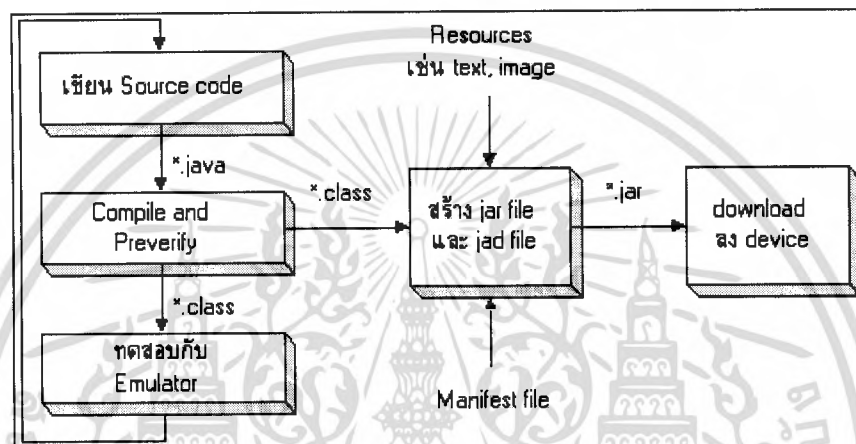 Resources
เช่น text, image
เขียน Source code
*.java
Compile and
Preverify
*.class
สร้าง jar file
และ jad file
*.jar
download
ลง device
*.class
ทดสอบกับ
Emulator
Manifest file